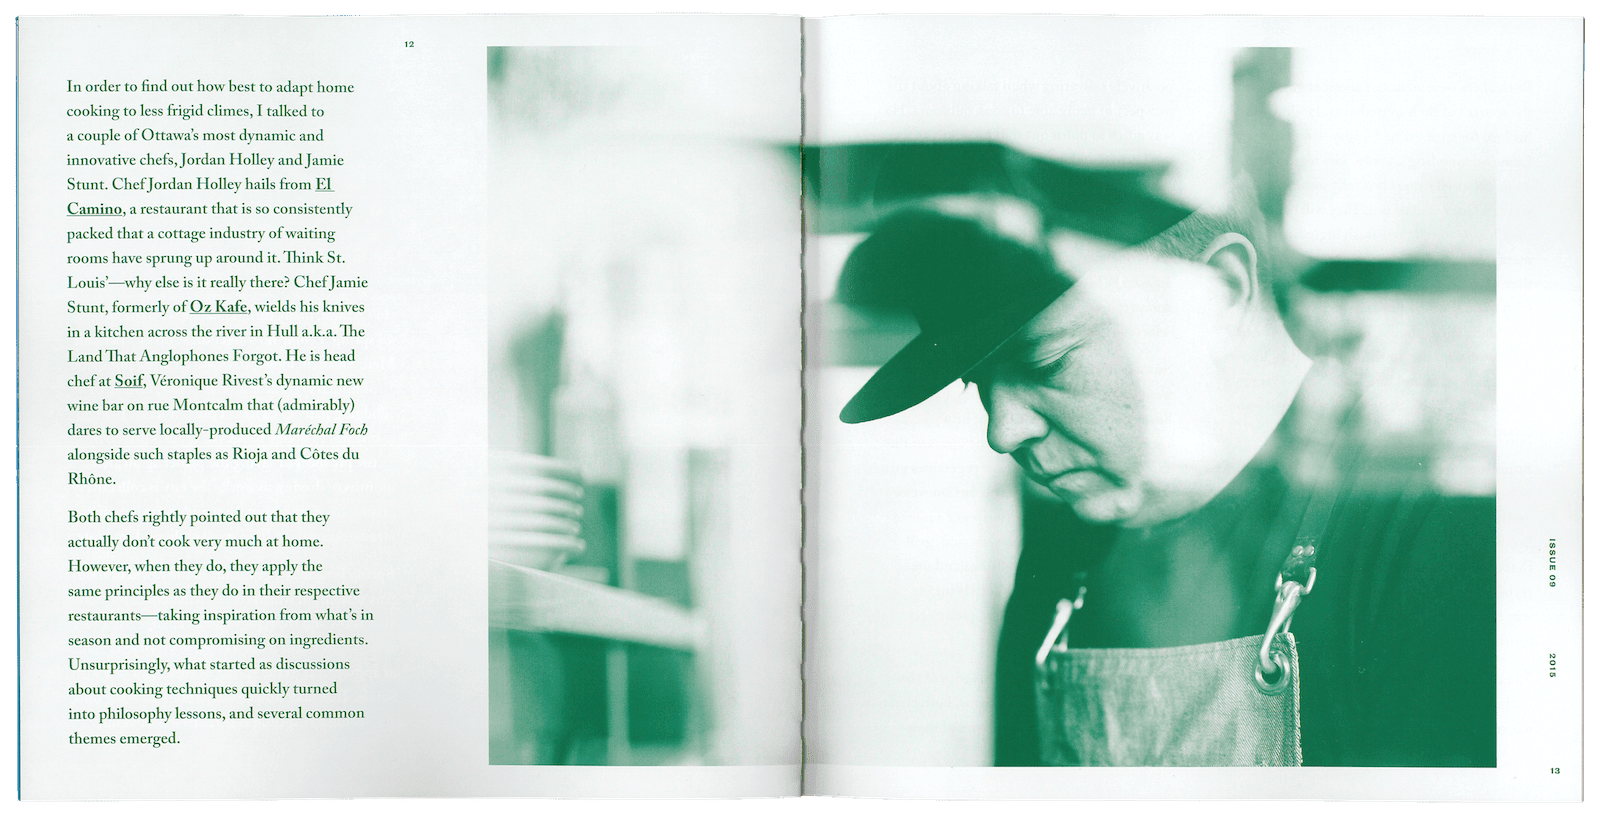 12
In order to find out how best to adapt home
cooking to less frigid climes, I talked to
a couple of Ottawa's most dynamic and
innovative chefs, Jordan Holley and Jamie
Stunt. Chef Jordan Holley hails from El
Camino, a restaurant that is so consistently
packed that a cottage industry of waiting
rooms have sprung up around it. Think St.
Louis'—why else is it really there? Chef Jamie
Stunt, formerly of Oz Kafe, wields his knives
in a kitchen across the river in Hull a.k.a. The
Land That Anglophones Forgot. He is head
chef at Soif, Véronique Rivest's dynamic new
wine bar on rue Montcalm that (admirably)
dares to serve locally-produced Maréchal Foch
alongside such staples as Rioja and Côtes du
Rhône.
Both chefs rightly pointed out that they
actually don't cook very much at home.
However, when they do, they apply the
same principles as they do in their respective
restaurants—taking inspiration from what's in
season and not compromising on ingredients.
Unsurprisingly, what started as discussions
about cooking techniques quickly turned
into philosophy lessons, and several common
themes emerged.
ISSUE 09
2015
13